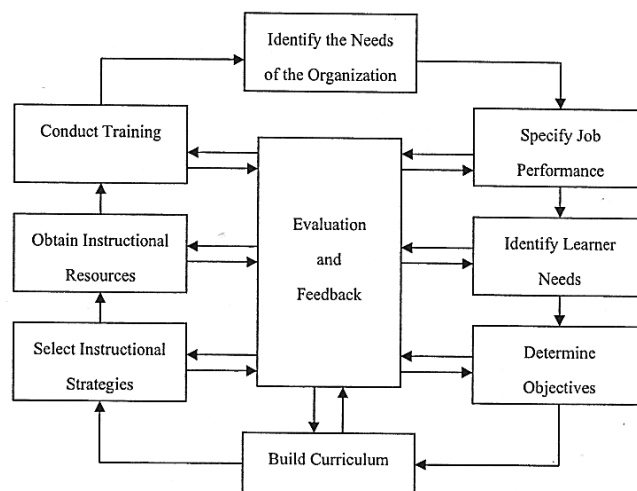 Identify the Needs
of the Organization
Conduct Training
Specify Job
Performance
Evaluation
and
Feedback
Obtain Instructional
Resources
Identify Learner
Needs
Select Instructional
Strategies
Determine
Objectives
Build Curriculum